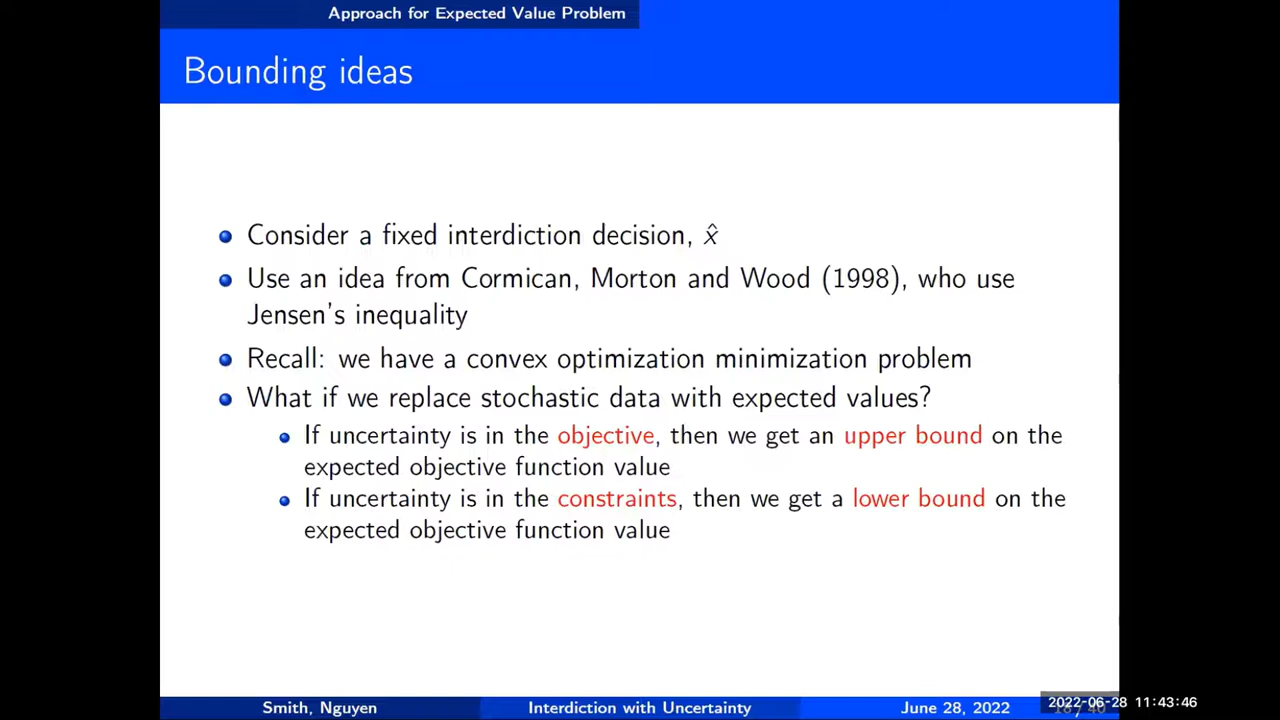 Approach for Expected Value Problem
Bounding ideas
Consider a fixed interdiction decision, x̂
Use an idea from Cormican, Morton and Wood (1998), who use
Jensen's inequality
Recall: we have a convex optimization minimization problem
What if we replace stochastic data with expected values?
If uncertainty is in the objective, then we get an upper bound on the
expected objective function value
If uncertainty is in the constraints, then we get a lower bound on the
expected objective function value
Smith, Nguyen
Interdiction with Uncertainty
June 28, 2022
2022-06-28 11:43:46